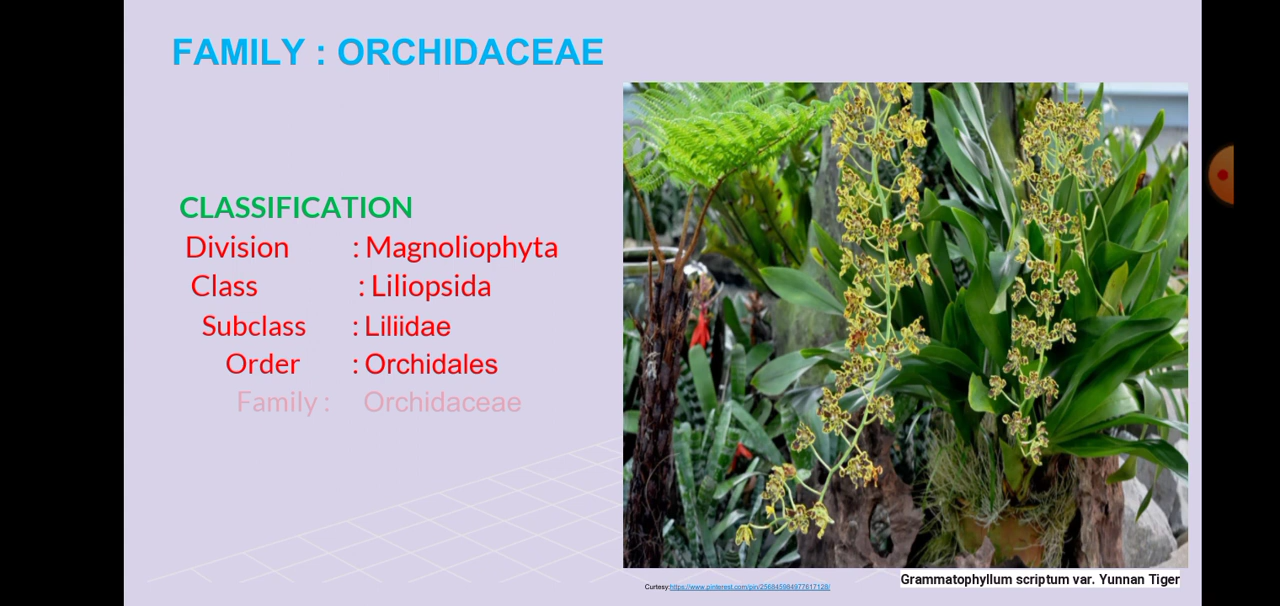 FAMILY : ORCHIDACEAE
CLASSIFICATION
Division : Magnoliophyta
Class : Liliopsida
Subclass : Liliidae
Order : Orchidales
Family : Orchidaceae
Grammatophyllum scriptum var. Yunnan Tiger
Curtesy:https://www.pinterest.com/pin/256845984977617128/